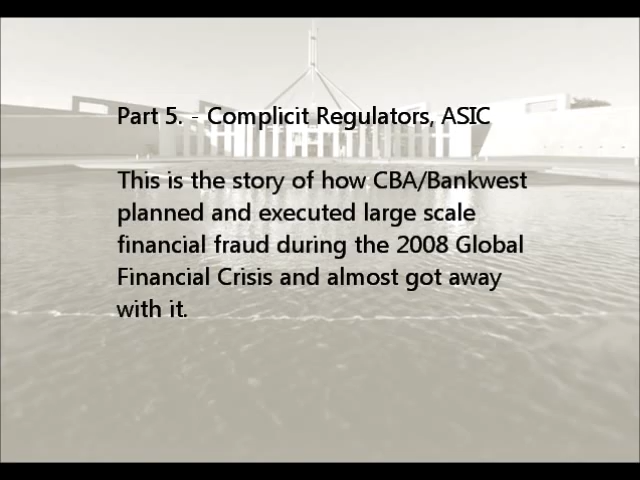 Part 5. - Complicit Regulators, ASIC
This is the story of how CBA/Bankwest
planned and executed large scale
financial fraud during the 2008 Global
Financial Crisis and almost got away
with it.